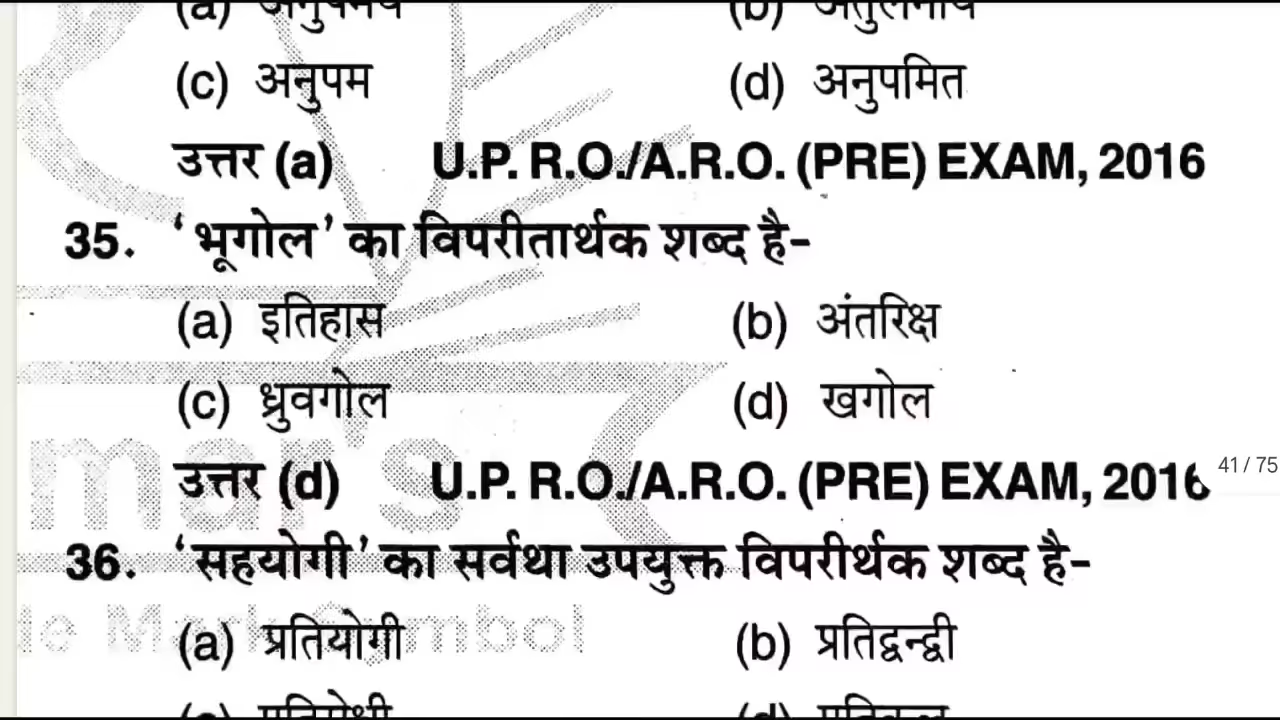 (c) अनुपम (d) अनुपमित
उत्तर (a) U.P. R.O./A.R.O. (PRE) EXAM, 2016
35. ‘भूगोल’ का विपरीतार्थक शब्द है-
(a) इतिहास (b) अंतरिक्ष
(c) ध्रुवगोल (d) खगोल
उत्तर (d) U.P. R.O./A.R.O. (PRE) EXAM, 2016
41 / 75
36. ‘सहयोगी’ का सर्वथा उपयुक्त विपरीर्थक शब्द है-
(a) प्रतियोगी (b) प्रतिद्वन्द्वी